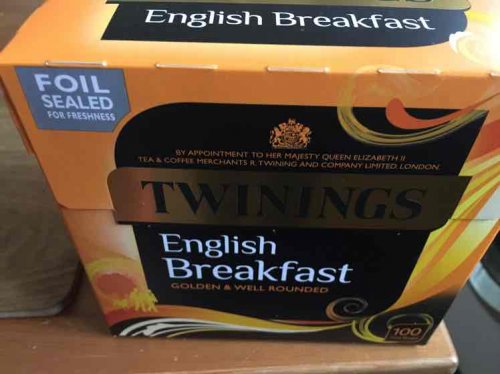 English Breakfast
FOIL
SEALED
FOR FRESHNESS
BY APPOINTMENT TO HER MAJESTY QUEEN ELIZABETH II
TEA & COFFEE MERCHANTS R. TWINING AND COMPANY LIMITED LONDON
TWININGS
English
Breakfast
GOLDEN & WELL ROUNDED
100